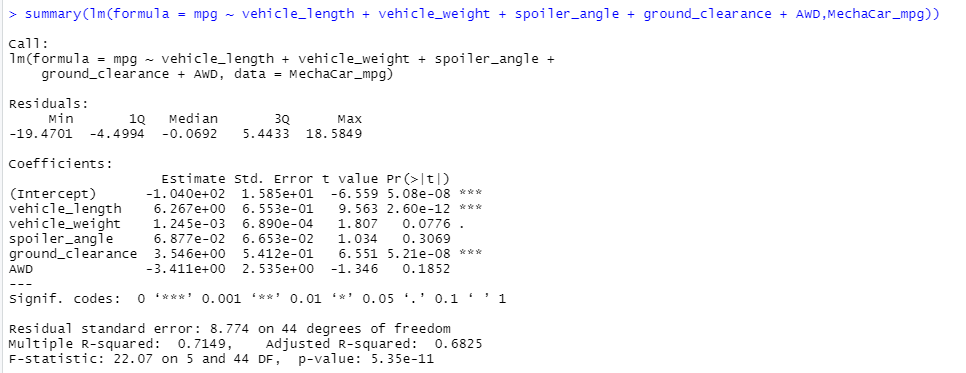 > summary(lm(formula = mpg ~ vehicle_length + vehicle_weight + spoiler_angle + ground_clearance + AWD,MechaCar_mpg))
Call:
lm(formula = mpg ~ vehicle_length + vehicle_weight + spoiler_angle +
    ground_clearance + AWD, data = MechaCar_mpg)
Residuals:
     Min       1Q   Median       3Q      Max
-19.4701  -4.4994  -0.0692   5.4433  18.5849
Coefficients:
                   Estimate Std. Error t value Pr(>|t|)
(Intercept)      -1.040e+02  1.585e+01  -6.559 5.08e-08 ***
vehicle_length    6.267e+00  6.553e-01   9.563 2.60e-12 ***
vehicle_weight    1.245e-03  6.890e-04   1.807   0.0776 .
spoiler_angle     6.877e-02  6.653e-02   1.034   0.3069
ground_clearance  3.546e+00  5.412e-01   6.551 5.21e-08 ***
AWD              -3.411e+00  2.535e+00  -1.346   0.1852
---
Signif. codes:  0 ‘***’ 0.001 ‘**’ 0.01 ‘*’ 0.05 ‘.’ 0.1 ‘ ’ 1
Residual standard error: 8.774 on 44 degrees of freedom
Multiple R-squared:  0.7149,    Adjusted R-squared:  0.6825
F-statistic: 22.07 on 5 and 44 DF,  p-value: 5.35e-11